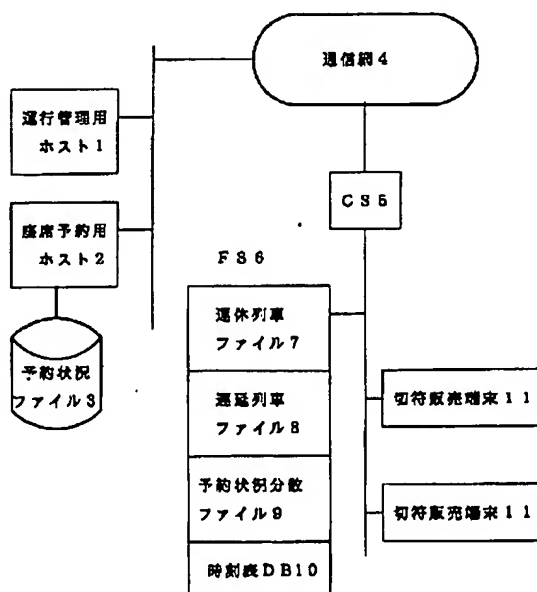 通信網4
運行管理用
ホスト1
座席予約用
ホスト2
予約状況
ファイル3
CS5
FS6
運休列車
ファイル7
遅延列車
ファイル8
予約状況分散
ファイル9
時刻表DB10
切符販売端末11
切符販売端末11